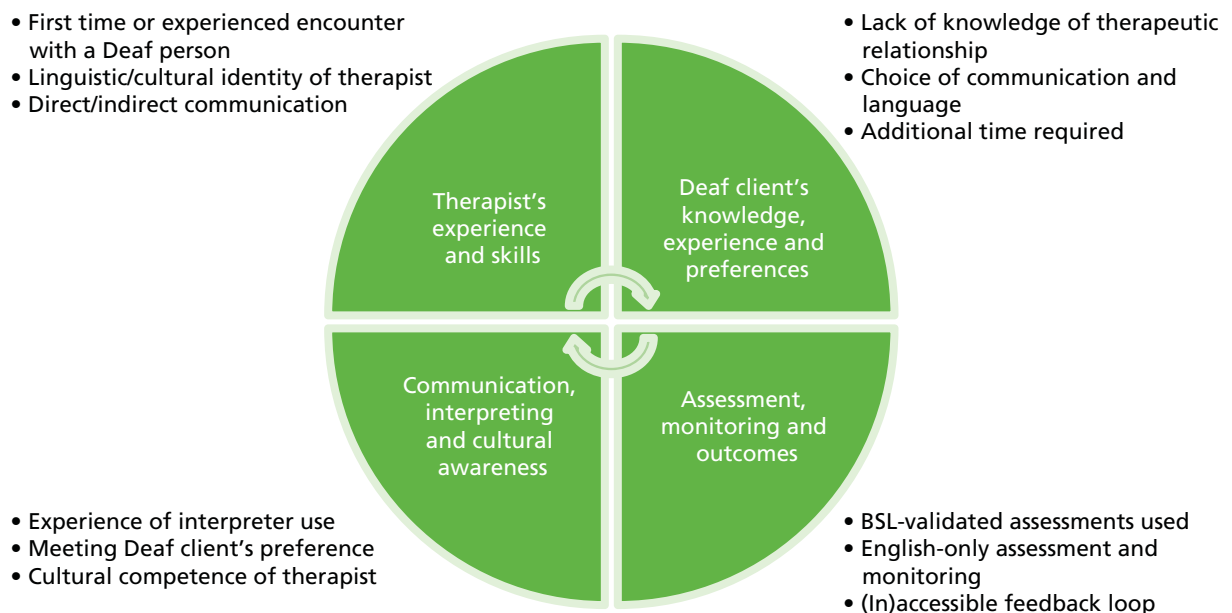 • First time or experienced encounter
with a Deaf person
• Linguistic/cultural identity of therapist
• Direct/indirect communication
• Lack of knowledge of therapeutic
relationship
• Choice of communication and
language
• Additional time required
Therapist’s
experience
and skills
Deaf client’s
knowledge,
experience and
preferences
Communication,
interpreting
and cultural
awareness
Assessment,
monitoring and
outcomes
• Experience of interpreter use
• Meeting Deaf client’s preference
• Cultural competence of therapist
• BSL-validated assessments used
• English-only assessment and
monitoring
• (In)accessible feedback loop